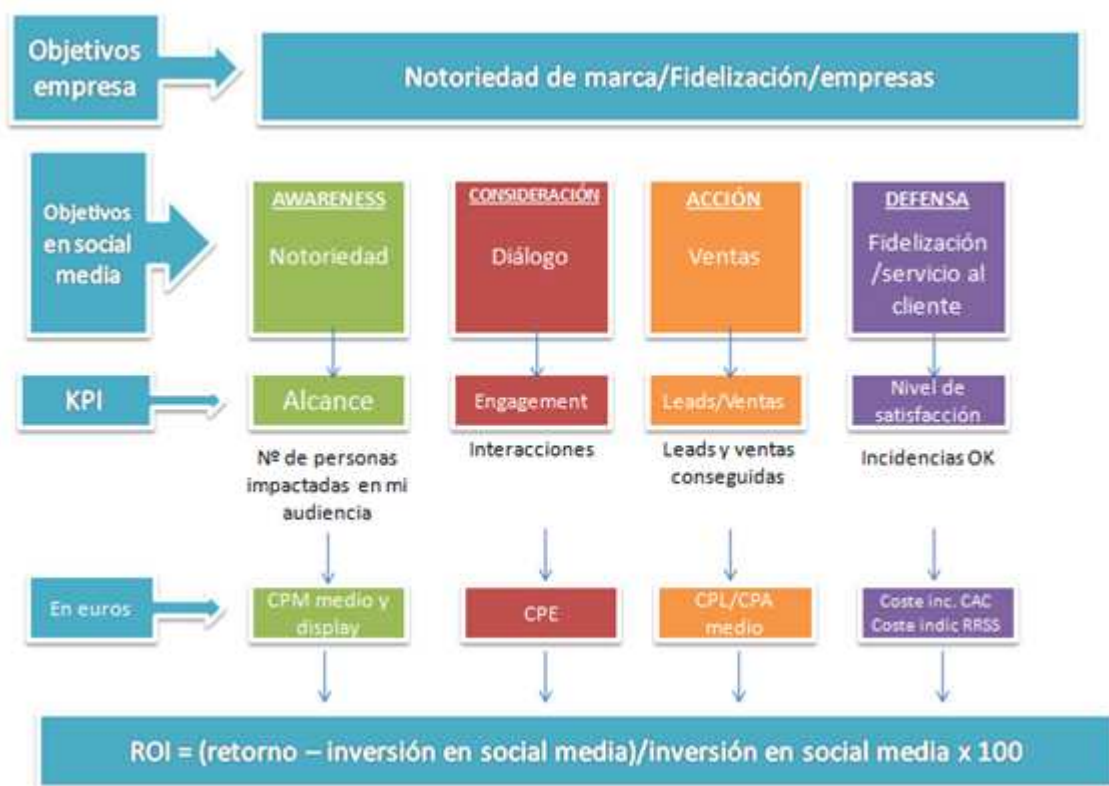 Objetivos
empresa
Notoriedad de marca/Fidelización/empresas
Objetivos
en social
media
AWARENESS
Notoriedad
CONSIDERACIÓN
Diálogo
ACCIÓN
Ventas
DEFENSA
Fidelización
/servicio al
cliente
KPI
Alcance
Engagement
Leads/Ventas
Nivel de
satisfacción
Nº de personas
impactadas en mi
audiencia
Interacciones
Leads y ventas
conseguidas
Incidencias OK
En euros
CPM medio y
display
CPE
CPL/CPA
medio
Coste inc. CAC
Coste indic RRSS
ROI = (retorno – inversión en social media)/inversión en social media x 100